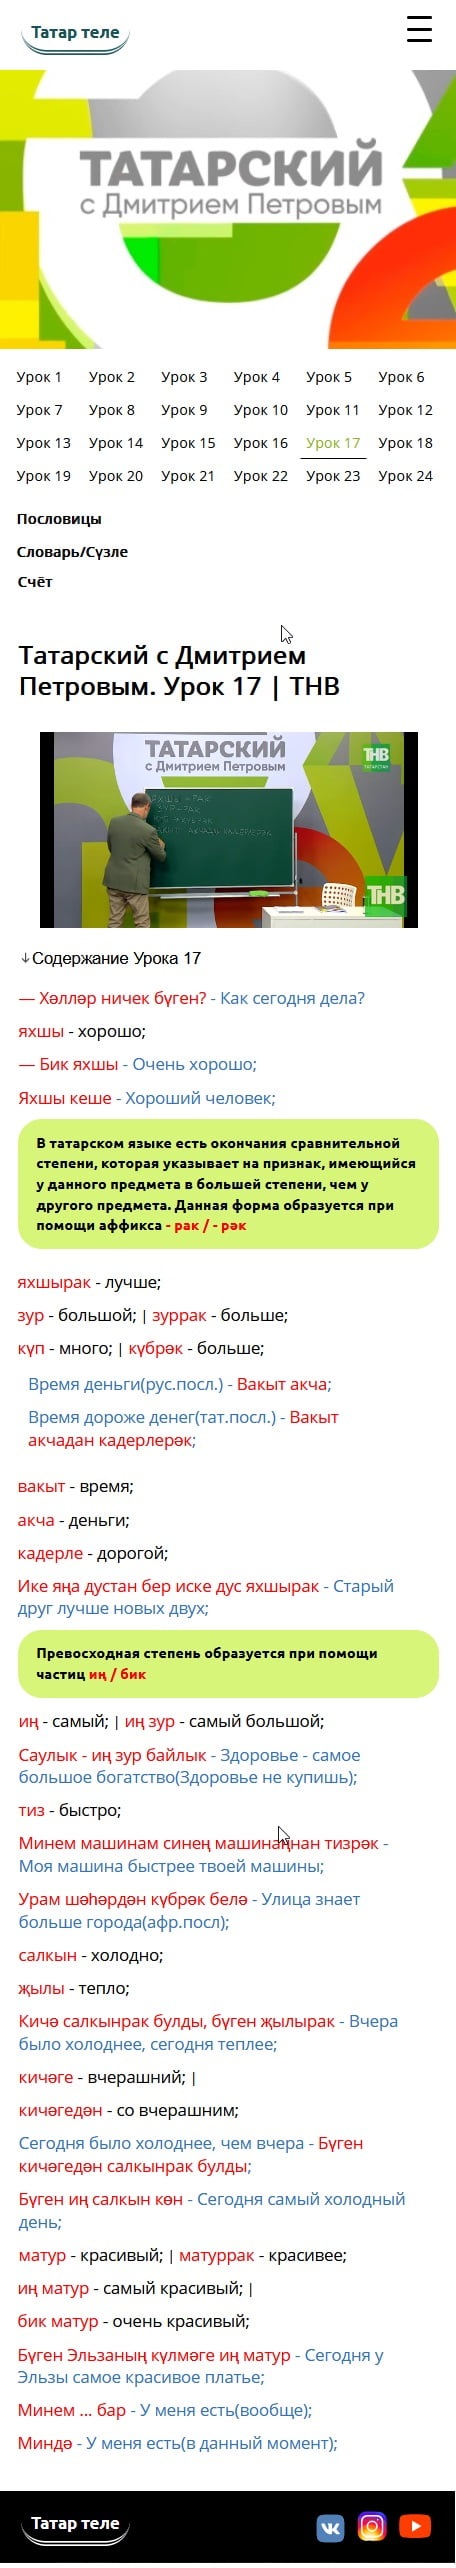 Татар теле
ТАТАРСКИЙ
с Дмитрием Петровым
Урок 1 Урок 2 Урок 3 Урок 4 Урок 5 Урок 6
Урок 7 Урок 8 Урок 9 Урок 10 Урок 11 Урок 12
Урок 13 Урок 14 Урок 15 Урок 16 Урок 17 Урок 18
Урок 19 Урок 20 Урок 21 Урок 22 Урок 23 Урок 24
Пословицы
Словарь/Сүзле
Счёт
Татарский с Дмитрием
Петровым. Урок 17 | ТНВ
ТАТАРСКИЙ
с Дмитрием Петровым
ТНВ
ТАТАРСТАН
ЯХШЫ - РАК
ЗУР - РАК
ТНВ
↓Содержание Урока 17
— Хәлләр ничек бүген? - Как сегодня дела?
яхшы - хорошо;
— Бик яхшы - Очень хорошо;
Яхшы кеше - Хороший человек;
В татарском языке есть окончания сравнительной
степени, которая указывает на признак, имеющийся
у данного предмета в большей степени, чем у
другого предмета. Данная форма образуется при
помощи аффикса - рак / - рәк
яхшырак - лучше;
зур - большой; | зуррак - больше;
күп - много; | күбрәк - больше;
Время деньги(рус.посл.) - Вакыт акча;
Время дороже денег(тат.посл.) - Вакыт
акчадан кадерлерәк;
вакыт - время;
акча - деньги;
кадерле - дорогой;
Ике яңа дустан бер иске дус яхшырак - Старый
друг лучше новых двух;
Превосходная степень образуется при помощи
частиц иң / бик
иң - самый; | иң зур - самый большой;
Саулык - иң зур байлык - Здоровье - самое
большое богатство(Здоровье не купишь);
тиз - быстро;
Минем машинам синең машинаңнан тизрәк -
Моя машина быстрее твоей машины;
Урам шәһәрдән күбрәк белә - Улица знает
больше города(афр.посл);
салкын - холодно;
җылы - тепло;
Кичә салкынрак булды, бүген җылырак - Вчера
было холоднее, сегодня теплее;
кичәге - вчерашний; |
кичәгедән - со вчерашним;
Сегодня было холоднее, чем вчера - Бүген
кичәгедән салкынрак булды;
Бүген иң салкын көн - Сегодня самый холодный
день;
матур - красивый; | матуррак - красивее;
иң матур - самый красивый; |
бик матур - очень красивый;
Бүген Эльзаның күлмәге иң матур - Сегодня у
Эльзы самое красивое платье;
Минем ... бар - У меня есть(вообще);
Миндә - У меня есть(в данный момент);
Татар теле